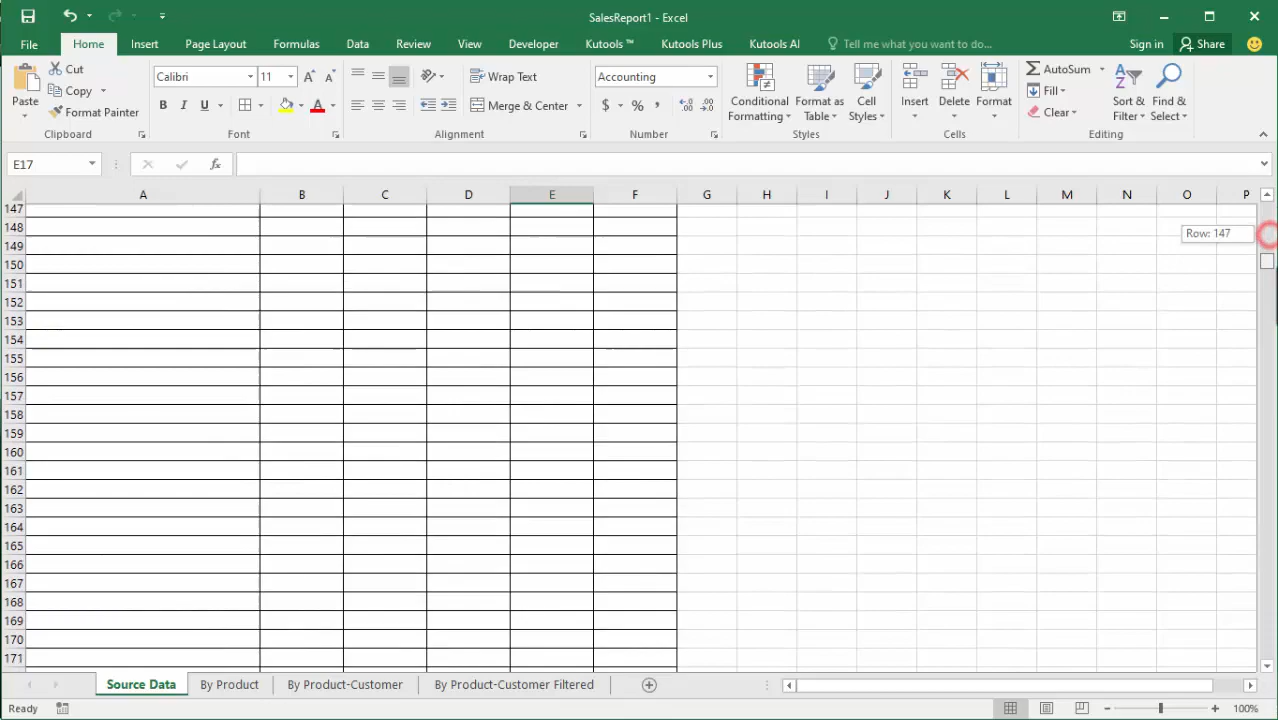 SalesReport1 - Excel
File Home Insert Page Layout Formulas Data Review View Developer Kutools ™ Kutools Plus Kutools AI Tell me what you want to do... Sign in Share
Paste Cut Copy Format Painter Clipboard
Calibri 11 B I U A Font
Wrap Text Merge & Center Alignment
Accounting $ % , Number
Conditional Formatting Format as Table Cell Styles Styles
Insert Delete Format Cells
AutoSum Fill Clear Sort & Filter Find & Select Editing
E17 fx
A B C D E F G H I J K L M N O P
147
148
149
150
151
152
153
154
155
156
157
158
159
160
161
162
163
164
165
166
167
168
169
170
171
Row: 147
Source Data By Product By Product-Customer By Product-Customer Filtered
Ready 100%